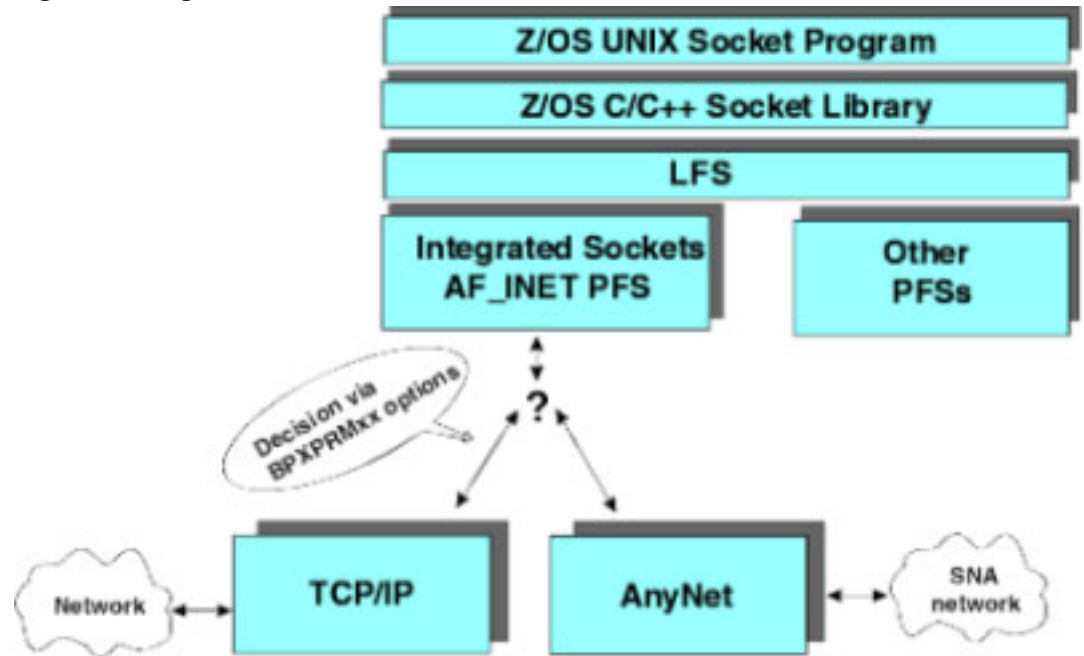 Z/OS UNIX Socket Program
Z/OS C/C++ Socket Library
LFS
Integrated Sockets
AF_INET PFS
Other
PFSs
Decision via
BPXPRMxx options
?
Network
TCP/IP
AnyNet
SNA
network